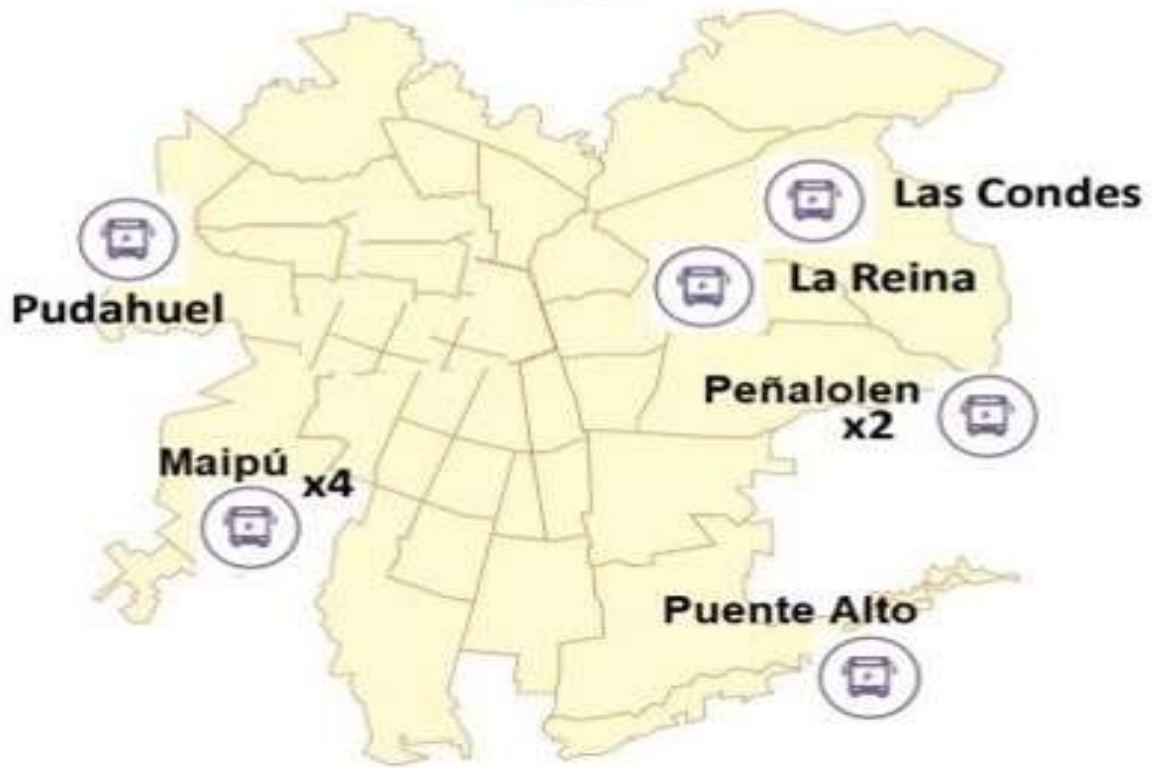 Las Condes
La Reina
Pudahuel
Peñalolen
x2
Maipú x4
Puente Alto